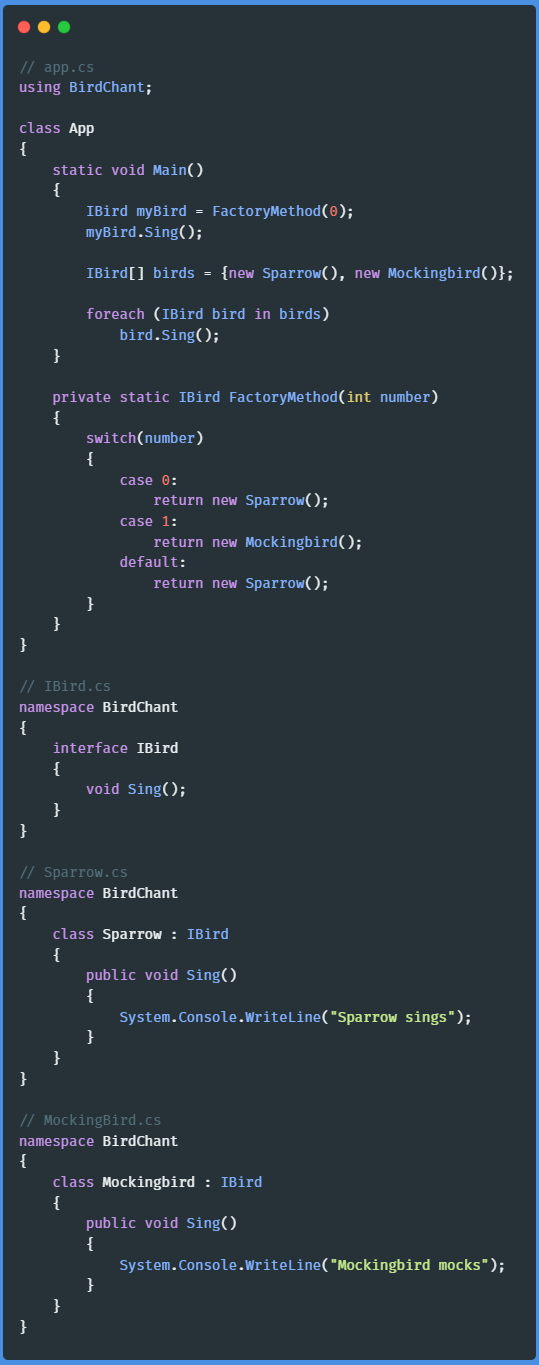 // app.cs
using BirdChant;

class App
{
    static void Main()
    {
        IBird myBird = FactoryMethod(0);
        myBird.Sing();

        IBird[] birds = {new Sparrow(), new Mockingbird()};

        foreach (IBird bird in birds)
            bird.Sing();
    }

    private static IBird FactoryMethod(int number)
    {
        switch(number)
        {
            case 0:
                return new Sparrow();
            case 1:
                return new Mockingbird();
            default:
                return new Sparrow();
        }
    }
}

// IBird.cs
namespace BirdChant
{
    interface IBird
    {
        void Sing();
    }
}

// Sparrow.cs
namespace BirdChant
{
    class Sparrow : IBird
    {
        public void Sing()
        {
            System.Console.WriteLine("Sparrow sings");
        }
    }
}

// MockingBird.cs
namespace BirdChant
{
    class Mockingbird : IBird
    {
        public void Sing()
        {
            System.Console.WriteLine("Mockingbird mocks");
        }
    }
}